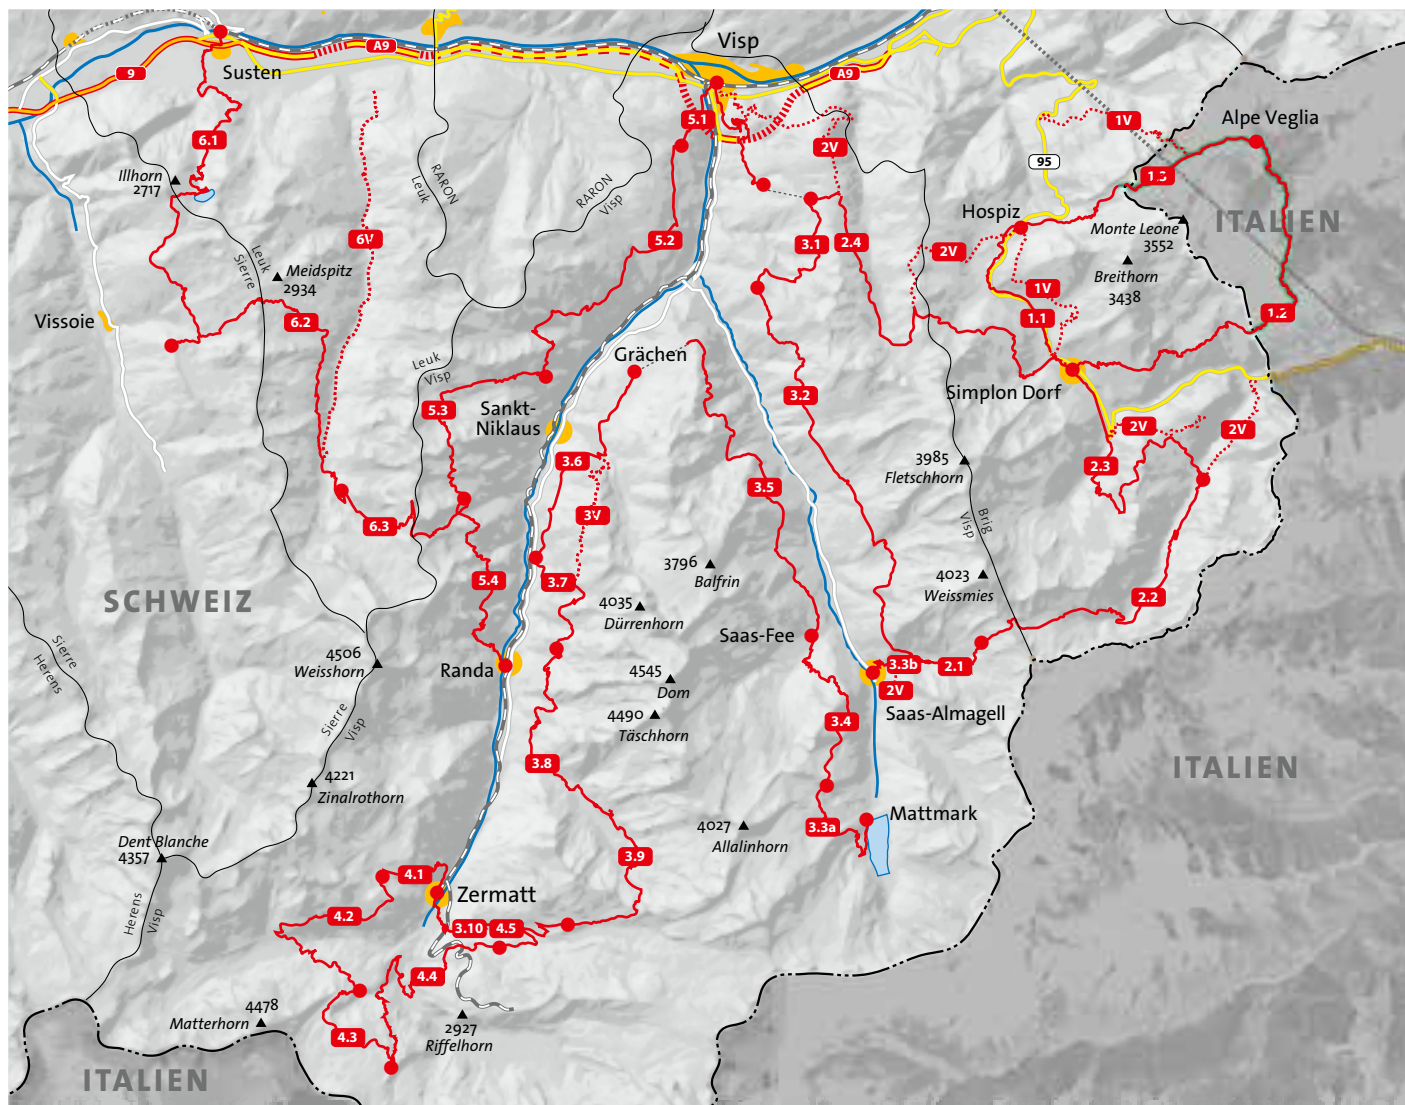 Visp
A9
Susten
9
A9
5.1
6.1
2V
95
1V
Alpe Veglia
Illhorn
2717
RARON
Leuk
RARON
Visp
1.3
Hospiz
ITALIEN
6V
5.2
3.1
2.4
2V
Monte Leone
3552
Leuk
Sierre
Meidspitz
2934
Breithorn
3438
1V
1.1
1.2
Vissoie
6.2
Grächen
Leuk
Visp
Simplon Dorf
3.2
5.3
Sankt-
Niklaus
2V
2V
3.6
3985
Fletschhorn
2.3
3.5
3V
6.3
Brig
Visp
3796
Balfrin
5.4
3.7
4023
Weissmies
2.2
SCHWEIZ
4035
Dürrenhorn
Sierre
Herens
Saas-Fee
4506
Weisshorn
Randa
4545
Dom
3.3b
2.1
2V
Saas-Almagell
4490
Täschhorn
Sierre
Visp
3.4
3.8
ITALIEN
4221
Zinalrothorn
Mattmark
4027
Allalinhorn
3.3a
Dent Blanche
4357
3.9
4.1
Zermatt
4.2
Herens
Visp
3.10
4.5
4.4
4478
Matterhorn
4.3
2927
Riffelhorn
ITALIEN